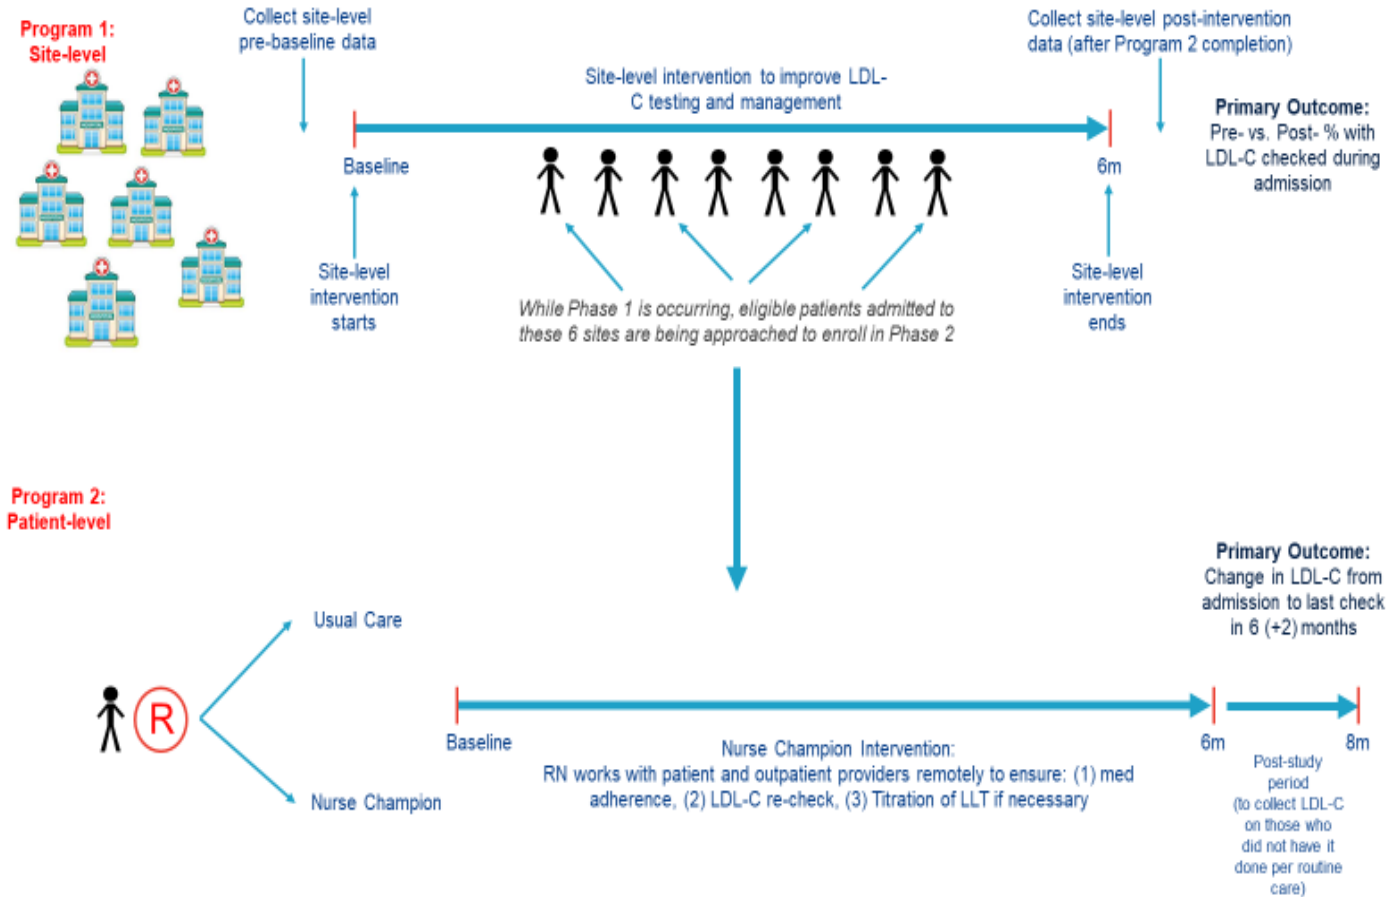 Program 1:
Site-level
Collect site-level
pre-baseline data
Site-level intervention to improve LDL-
C testing and management
Collect site-level post-intervention
data (after Program 2 completion)
Primary Outcome:
Pre- vs. Post- % with
LDL-C checked during
admission
Baseline
6m
Site-level
intervention
starts
While Phase 1 is occurring, eligible patients admitted to
these 6 sites are being approached to enroll in Phase 2
Site-level
intervention
ends
Program 2:
Patient-level
Primary Outcome:
Change in LDL-C from
admission to last check
in 6 (+2) months
Usual Care
R
Nurse Champion
Baseline
Nurse Champion Intervention:
RN works with patient and outpatient providers remotely to ensure: (1) med
adherence, (2) LDL-C re-check, (3) Titration of LLT if necessary
6m
8m
Post-study
period
(to collect LDL-C
on those who
did not have it
done per routine
care)